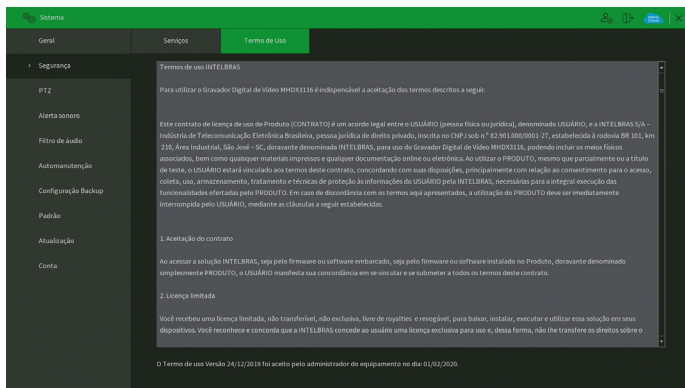 Sistema
Geral
Segurança
PTZ
Alerta sonoro
Filtro de áudio
Automanutenção
Configuração Backup
Padrão
Atualização
Conta
Serviços
Termo de Uso
Termos de uso INTELBRAS
Para utilizar o Gravador Digital de Vídeo MHDX3116 é indispensável a aceitação dos termos descritos a seguir.
Este contrato de licença de uso de Produto (CONTRATO) é um acordo legal entre o USUÁRIO (pessoa física ou jurídica), denominado USUÁRIO, e a INTELBRAS S/A –
Indústria de Telecomunicação Eletrônica Brasileira, pessoa jurídica de direito privado, inscrita no CNPJ sob n.º 82.901.000/0001-27, estabelecida à rodovia BR 101, km
210, Área Industrial, São José – SC, doravante denominada INTELBRAS, para uso do Gravador Digital de Vídeo MHDX3116, podendo incluir os meios físicos
associados, bem como quaisquer materiais impressos e qualquer documentação online ou eletrônica. Ao utilizar o PRODUTO, mesmo que parcialmente ou a título
de teste, o USUÁRIO estará vinculado aos termos deste contrato, concordando com suas disposições, principalmente com relação ao consentimento para o acesso,
coleta, uso, armazenamento, tratamento e técnicas de proteção às informações do USUÁRIO pela INTELBRAS, necessárias para a integral execução das
funcionalidades ofertadas pelo PRODUTO. Em caso de discordância com os termos aqui apresentados, a utilização do PRODUTO deve ser imediatamente
interrompida pelo USUÁRIO, mediante as cláusulas a seguir estabelecidas.
1. Aceitação do contrato
Ao acessar a solução INTELBRAS, seja pelo firmware ou software embarcado, seja pelo firmware ou software instalado no Produto, doravante denominado
simplesmente PRODUTO, o USUÁRIO manifesta sua concordância em se vincular e se submeter a todos os termos deste contrato.
2. Licença limitada
Você recebeu uma licença limitada, não transferível, não exclusiva, livre de royalties e revogável, para baixar, instalar, executar e utilizar essa solução em seus
dispositivos. Você reconhece e concorda que a INTELBRAS concede ao usuário uma licença exclusiva para uso e, dessa forma, não lhe transfere os direitos sobre o
O Termo de uso Versão 24/12/2019 foi aceito pelo administrador do equipamento no dia: 01/02/2020.